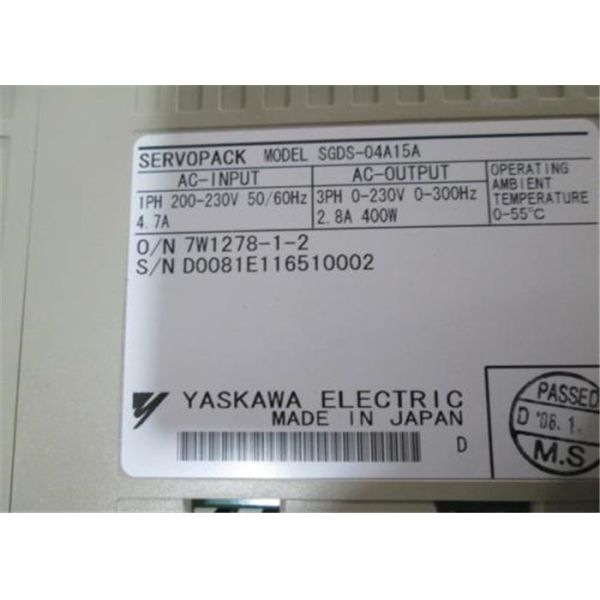 SERVOPACK MODEL SGDS-04A15A
AC-INPUT AC-OUTPUT OPERATING AMBIENT TEMPERATURE 0-55℃
1PH 200-230V 50/60Hz 3PH 0-230V 0-300Hz
4.7A 2.8A 400W
O/N 7W1278-1-2
S/N D0081E116510002
YASKAWA ELECTRIC
MADE IN JAPAN
D
PASSED
D '06.1.
M.S